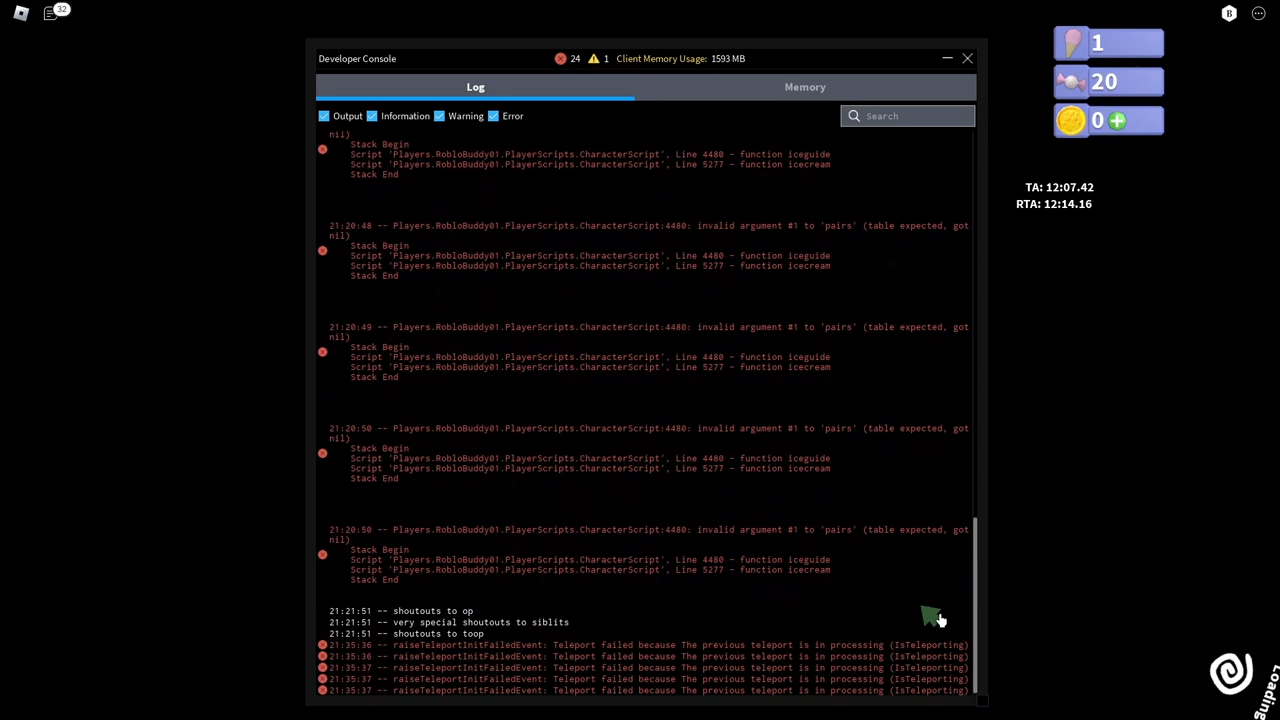 32
B
1
20
0
TA: 12:07.42
RTA: 12:14.16
Developer Console
24
1
Client Memory Usage: 1593 MB
Log
Memory
Output
Information
Warning
Error
Search
nil)
Stack Begin
Script 'Players.RobloBuddy01.PlayerScripts.CharacterScript', Line 4480 - function iceguide
Script 'Players.RobloBuddy01.PlayerScripts.CharacterScript', Line 5277 - function icecream
Stack End
21:20:48 -- Players.RobloBuddy01.PlayerScripts.CharacterScript:4480: invalid argument #1 to 'pairs' (table expected, got
nil)
Stack Begin
Script 'Players.RobloBuddy01.PlayerScripts.CharacterScript', Line 4480 - function iceguide
Script 'Players.RobloBuddy01.PlayerScripts.CharacterScript', Line 5277 - function icecream
Stack End
21:20:49 -- Players.RobloBuddy01.PlayerScripts.CharacterScript:4480: invalid argument #1 to 'pairs' (table expected, got
nil)
Stack Begin
Script 'Players.RobloBuddy01.PlayerScripts.CharacterScript', Line 4480 - function iceguide
Script 'Players.RobloBuddy01.PlayerScripts.CharacterScript', Line 5277 - function icecream
Stack End
21:20:50 -- Players.RobloBuddy01.PlayerScripts.CharacterScript:4480: invalid argument #1 to 'pairs' (table expected, got
nil)
Stack Begin
Script 'Players.RobloBuddy01.PlayerScripts.CharacterScript', Line 4480 - function iceguide
Script 'Players.RobloBuddy01.PlayerScripts.CharacterScript', Line 5277 - function icecream
Stack End
21:20:50 -- Players.RobloBuddy01.PlayerScripts.CharacterScript:4480: invalid argument #1 to 'pairs' (table expected, got
nil)
Stack Begin
Script 'Players.RobloBuddy01.PlayerScripts.CharacterScript', Line 4480 - function iceguide
Script 'Players.RobloBuddy01.PlayerScripts.CharacterScript', Line 5277 - function icecream
Stack End
21:21:51 -- shoutouts to op
21:21:51 -- very special shoutouts to siblits
21:21:51 -- shoutouts to toop
21:35:36 -- raiseTeleportInitFailedEvent: Teleport failed because The previous teleport is in processing (IsTeleporting)
21:35:36 -- raiseTeleportInitFailedEvent: Teleport failed because The previous teleport is in processing (IsTeleporting)
21:35:37 -- raiseTeleportInitFailedEvent: Teleport failed because The previous teleport is in processing (IsTeleporting)
21:35:37 -- raiseTeleportInitFailedEvent: Teleport failed because The previous teleport is in processing (IsTeleporting)
21:35:37 -- raiseTeleportInitFailedEvent: Teleport failed because The previous teleport is in processing (IsTeleporting)
Loading